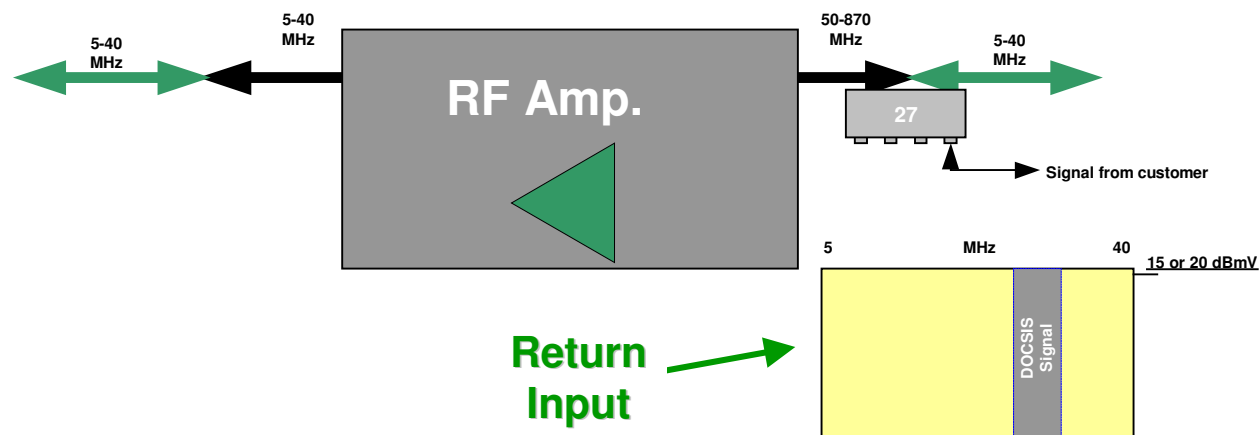 5-40
MHz
5-40
MHz
50-870
MHz
5-40
MHz
RF Amp.
27
Signal from customer
5 MHz 40
15 or 20 dBmV
DOCSIS
Signal
Return
Input